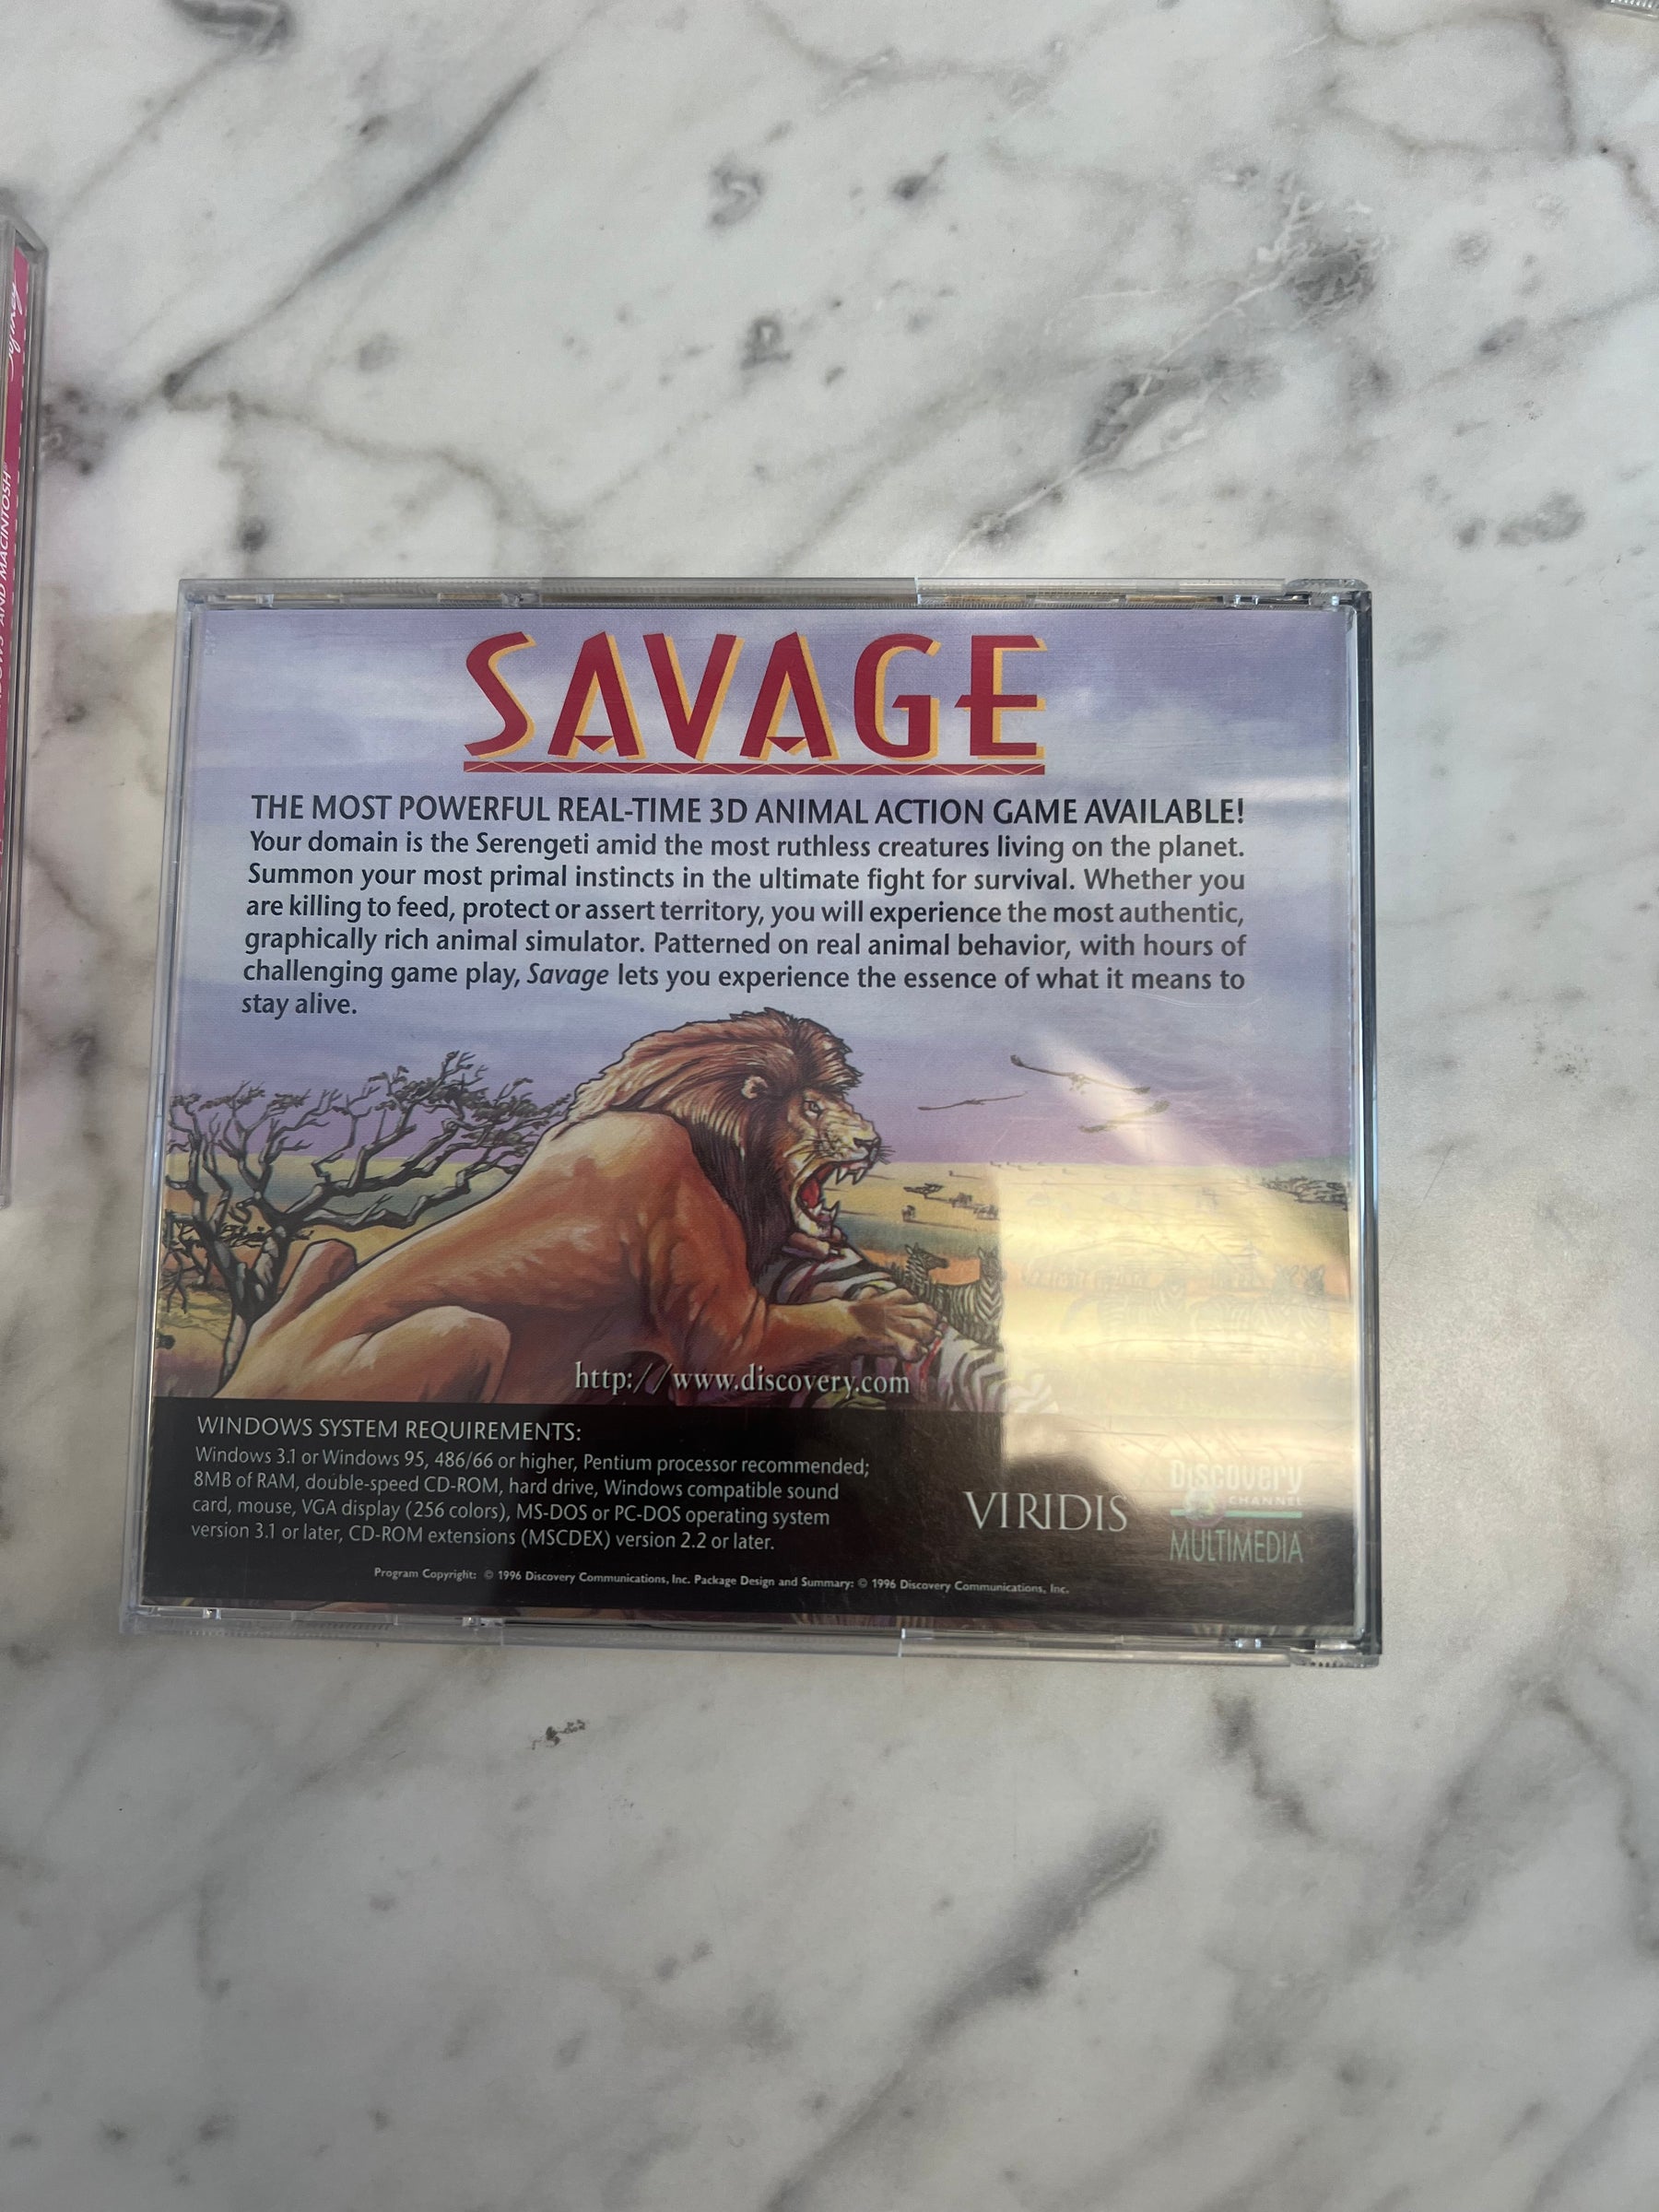 SAVAGE
THE MOST POWERFUL REAL-TIME 3D ANIMAL ACTION GAME AVAILABLE!
Your domain is the Serengeti amid the most ruthless creatures living on the planet.
Summon your most primal instincts in the ultimate fight for survival. Whether you
are killing to feed, protect or assert territory, you will experience the most authentic,
graphically rich animal simulator. Patterned on real animal behavior, with hours of
challenging game play, Savage lets you experience the essence of what it means to
stay alive.
http://www.discovery.com
WINDOWS SYSTEM REQUIREMENTS:
Windows 3.1 or Windows 95, 486/66 or higher, Pentium processor recommended;
8MB of RAM, double-speed CD-ROM, hard drive, Windows compatible sound
card, mouse, VGA display (256 colors), MS-DOS or PC-DOS operating system
version 3.1 or later, CD-ROM extensions (MSCDEX) version 2.2 or later.
VIRIDIS
Discovery
CHANNEL
MULTIMEDIA
Program Copyright: © 1996 Discovery Communications, Inc. Package Design and Summary: © 1996 Discovery Communications, Inc.
AND MACINTOSH